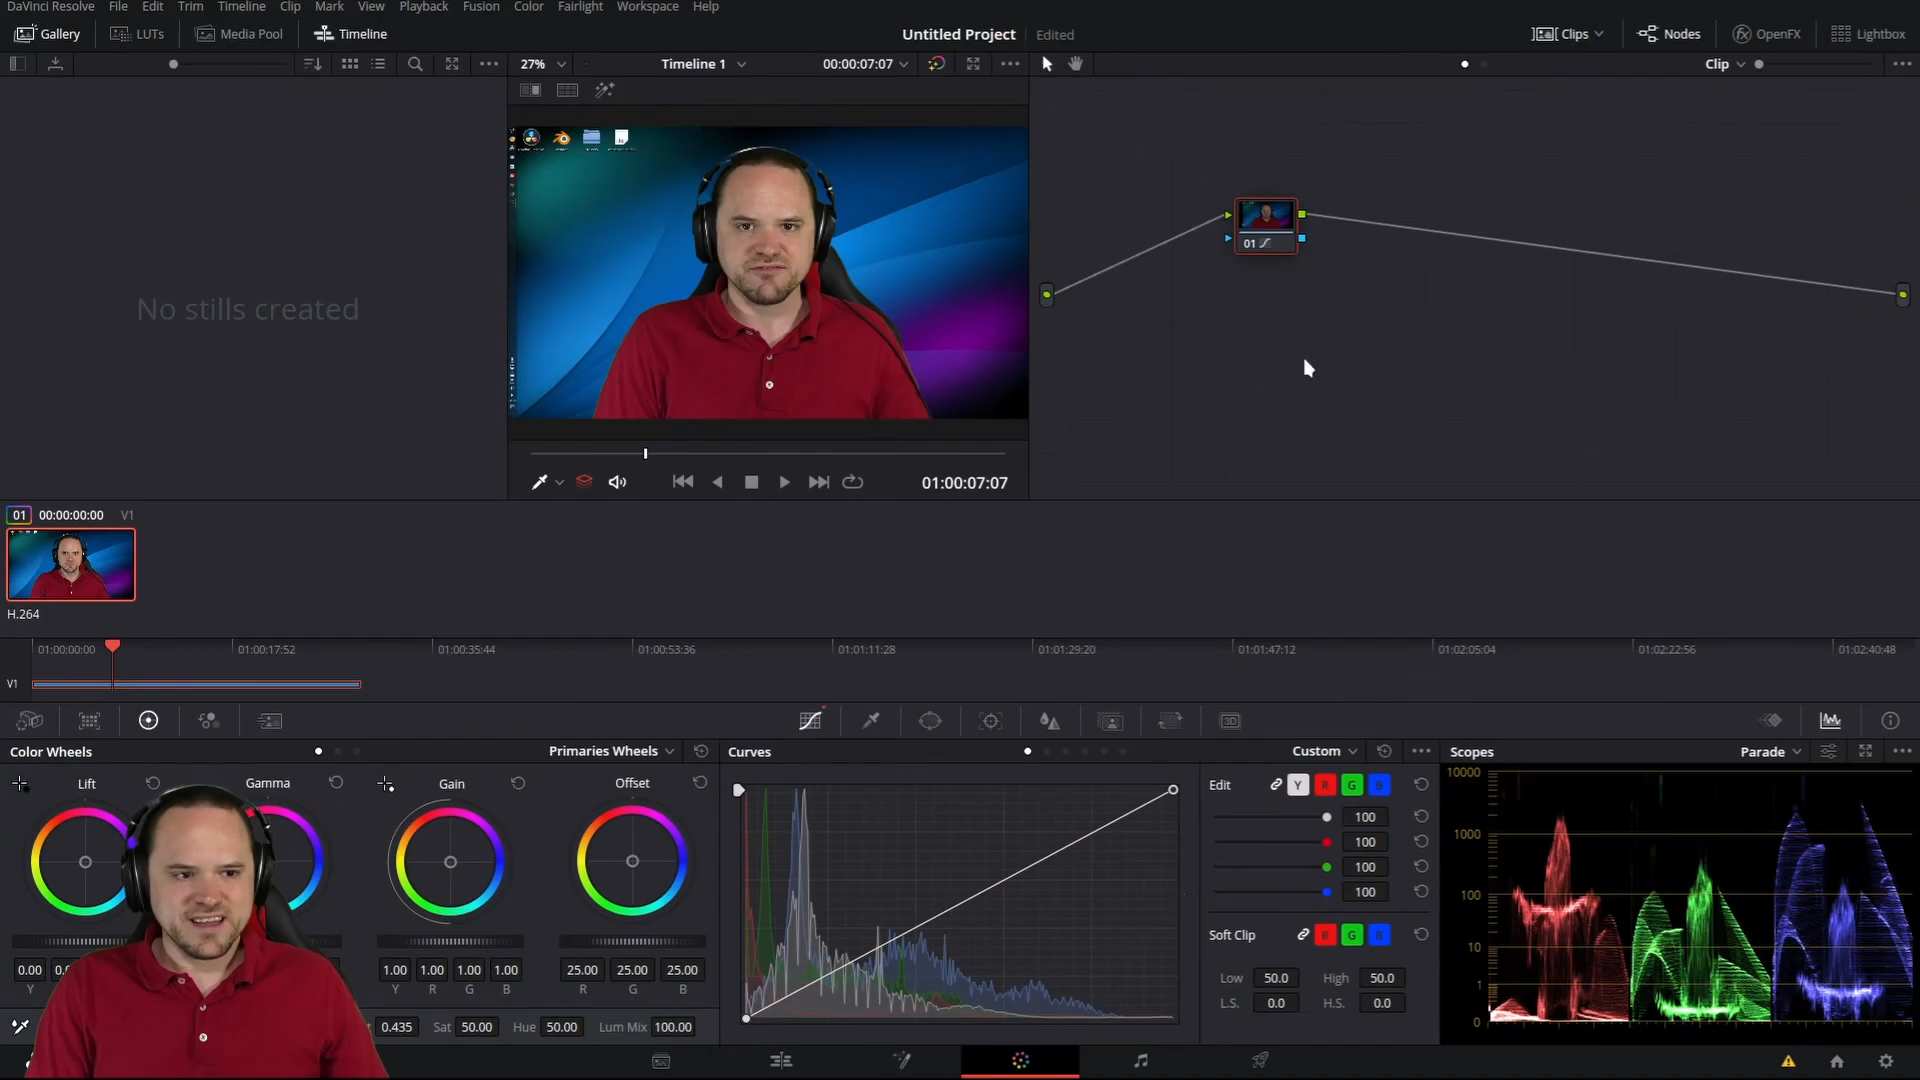 DaVinci Resolve File Edit Trim Timeline Clip Mark View Playback Fusion Color Fairlight Workspace Help
Gallery LUTs Media Pool Timeline Untitled Project Edited Clips Nodes OpenFX Lightbox
27% Timeline 1 00:00:07:07 Clip
No stills created
01
01:00:07:07
01 00:00:00:00 V1
H.264
01:00:00:00 01:00:17:52 01:00:35:44 01:00:53:36 01:01:11:28 01:01:29:20 01:01:47:12 01:02:05:04 01:02:22:56 01:02:40:48
V1
3D
Color Wheels Primaries Wheels Curves Custom Scopes Parade
Lift Gamma Gain Offset
Edit Y R G B
100
100
100
100
Soft Clip R G B
Low 50.0 High 50.0
L.S. 0.0 H.S. 0.0
10000
1000
100
10
1
0
0.00 1.00 1.00 1.00 1.00 25.00 25.00 25.00
Y Y R G B R G B
0.435 Sat 50.00 Hue 50.00 Lum Mix 100.00